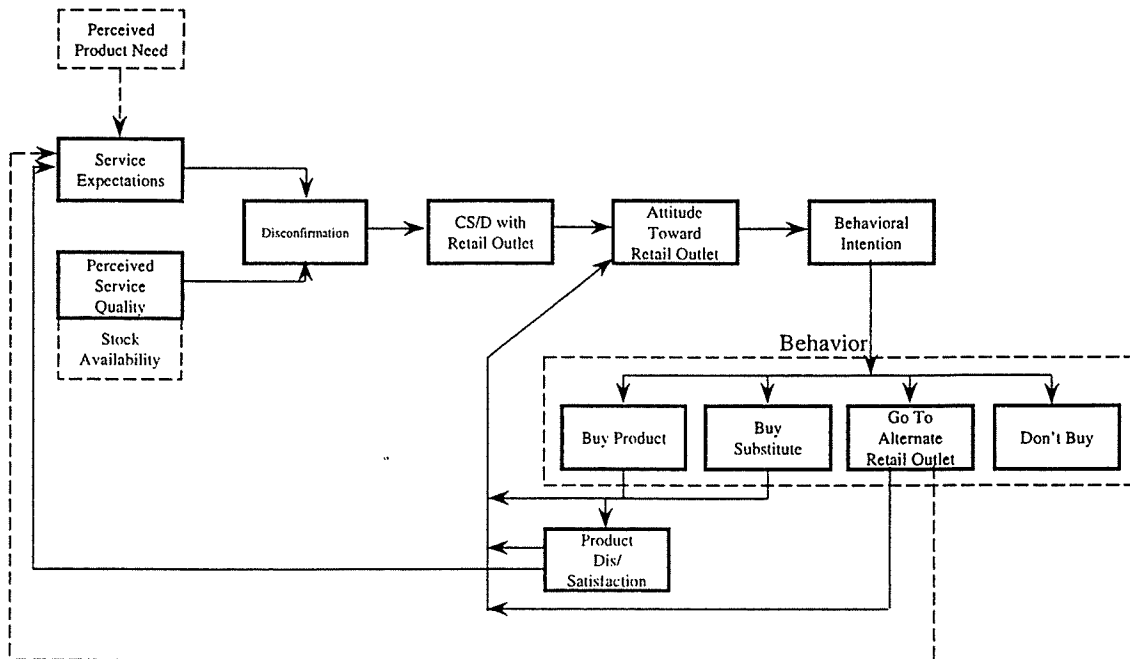 Perceived
Product Need
Service
Expectations
Disconfirmation
CS/D with
Retail Outlet
Attitude
Toward
Retail Outlet
Behavioral
Intention
Perceived
Service
Quality
Stock
Availability
Behavior
Buy Product
Buy
Substitute
Go To
Alternate
Retail Outlet
Don't Buy
Product
Dis/
Satisfaction